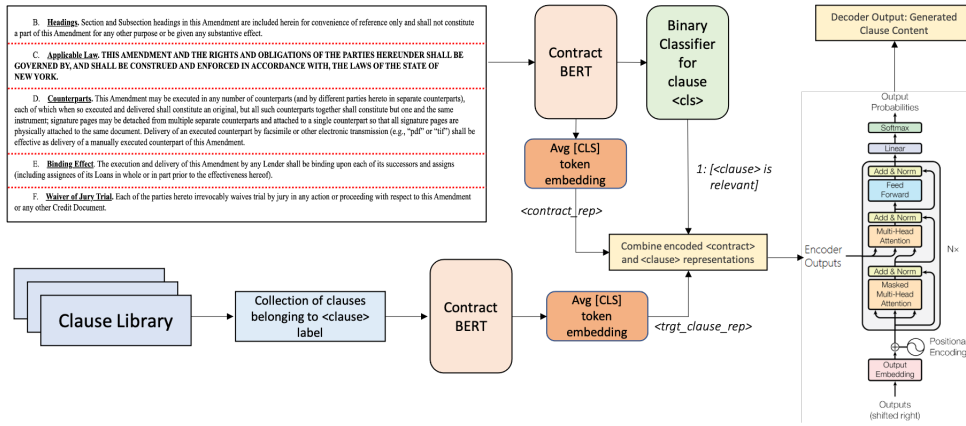 B. Headings. Section and Subsection headings in this Amendment are included herein for convenience of reference only and shall not constitute
a part of this Amendment for any other purpose or be given any substantive effect.
C. Applicable Law. THIS AMENDMENT AND THE RIGHTS AND OBLIGATIONS OF THE PARTIES HEREUNDER SHALL BE
GOVERNED BY, AND SHALL BE CONSTRUED AND ENFORCED IN ACCORDANCE WITH, THE LAWS OF THE STATE OF
NEW YORK.
D. Counterparts. This Amendment may be executed in any number of counterparts (and by different parties hereto in separate counterparts),
each of which when so executed and delivered shall constitute an original, but all such counterparts together shall constitute but one and the same
instrument; signature pages may be detached from multiple separate counterparts and attached to a single counterpart so that all signature pages are
physically attached to the same document. Delivery of an executed counterpart by facsimile or other electronic transmission (e.g., “pdf” or “tif”) shall be
effective as delivery of a manually executed counterpart of this Amendment.
E. Binding Effect. The execution and delivery of this Amendment by any Lender shall be binding upon each of its successors and assigns
(including assignees of its Loans in whole or in part prior to the effectiveness hereof).
F. Waiver of Jury Trial. Each of the parties hereto irrevocably waives trial by jury in any action or proceeding with respect to this Amendment
or any other Credit Document.
Contract
BERT
Binary
Classifier
for
clause
<cls>
Avg [CLS]
token
embedding
<contract_rep>
1: [<clause> is
relevant]
Combine encoded <contract>
and <clause> representations
Clause Library
Collection of clauses
belonging to <clause>
label
Contract
BERT
Avg [CLS]
token
embedding
<trgt_clause_rep>
Encoder
Outputs
Decoder Output: Generated
Clause Content
Output
Probabilities
Softmax
Linear
Add & Norm
Feed
Forward
Add & Norm
Multi-Head
Attention
N×
Add & Norm
Masked
Multi-Head
Attention
Positional
Encoding
Output
Embedding
Outputs
(shifted right)